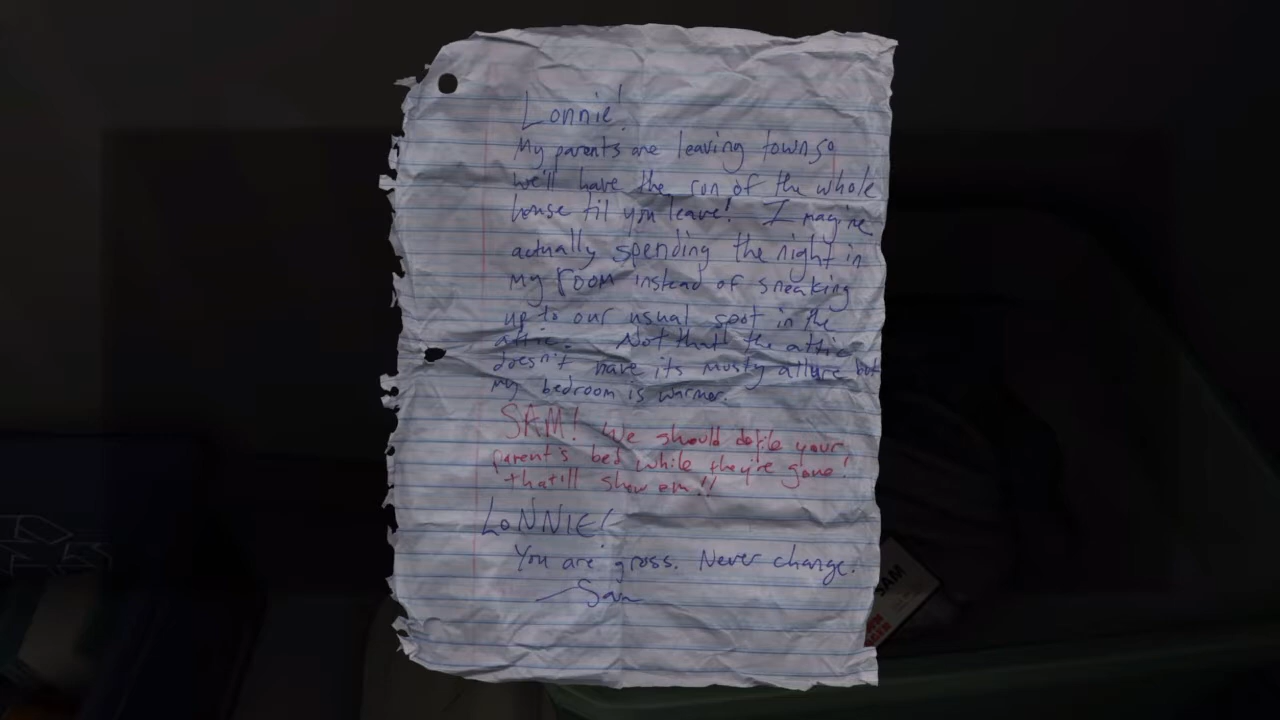 Lonnie!
My parents are leaving town so
we'll have the run of the whole
house til you leave! Imagine
actually spending the night in
my room instead of sneaking
up to our usual spot in the
attic. Not that the attic
doesn't have its musty allure but
my bedroom is warmer.
SAM! We should defile your
parent's bed while they're gone!
that'll show em!!
LONNIE!
You are gross. Never change.
—Sam
SAM